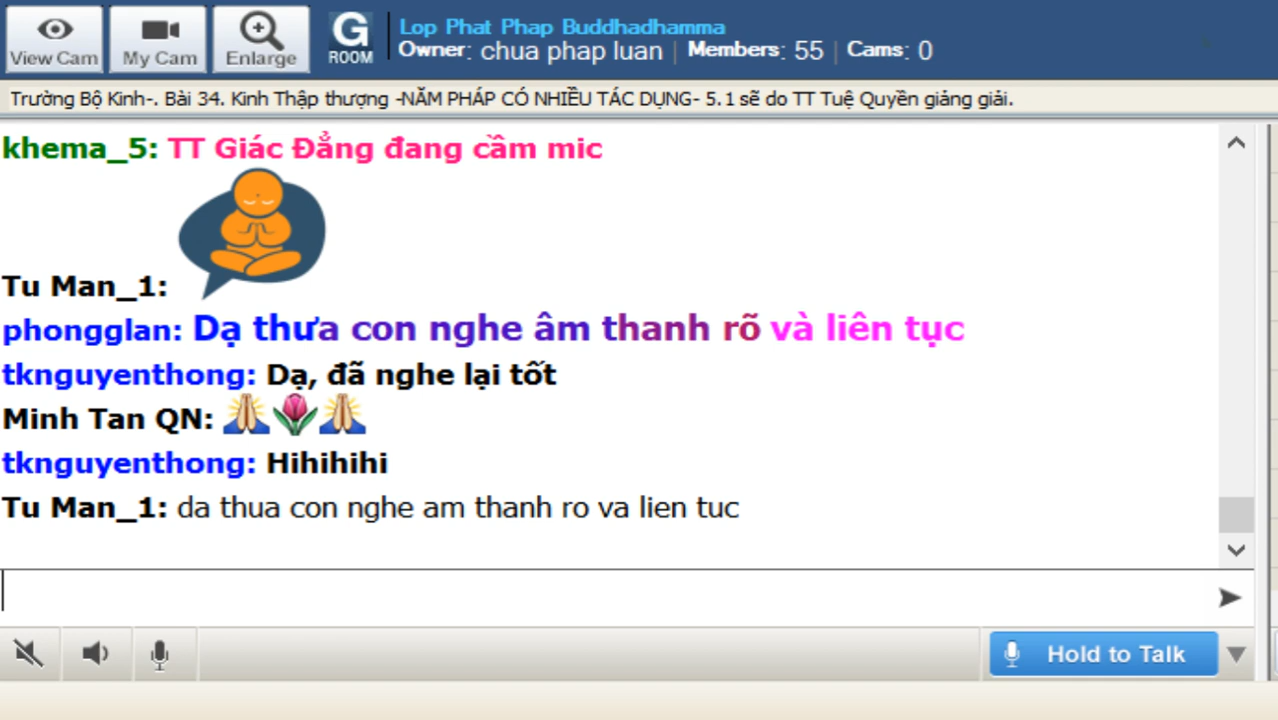 View Cam My Cam Enlarge G ROOM Lop Phat Phap Buddhadhamma
Owner: chua phap luan | Members: 55 | Cams: 0
Trường Bộ Kinh-. Bài 34. Kinh Thập thượng -NĂM PHÁP CÓ NHIỀU TÁC DỤNG- 5.1 sẽ do TT Tuệ Quyền giảng giải.
khema_5: TT Giác Đẳng đang cầm mic
Tu Man_1:
phongglan: Dạ thưa con nghe âm thanh rõ và liên tục
tknguyenthong: Dạ, đã nghe lại tốt
Minh Tan QN: 🙏🌷🙏
tknguyenthong: Hihihihi
Tu Man_1: da thua con nghe am thanh ro va lien tuc
Hold to Talk